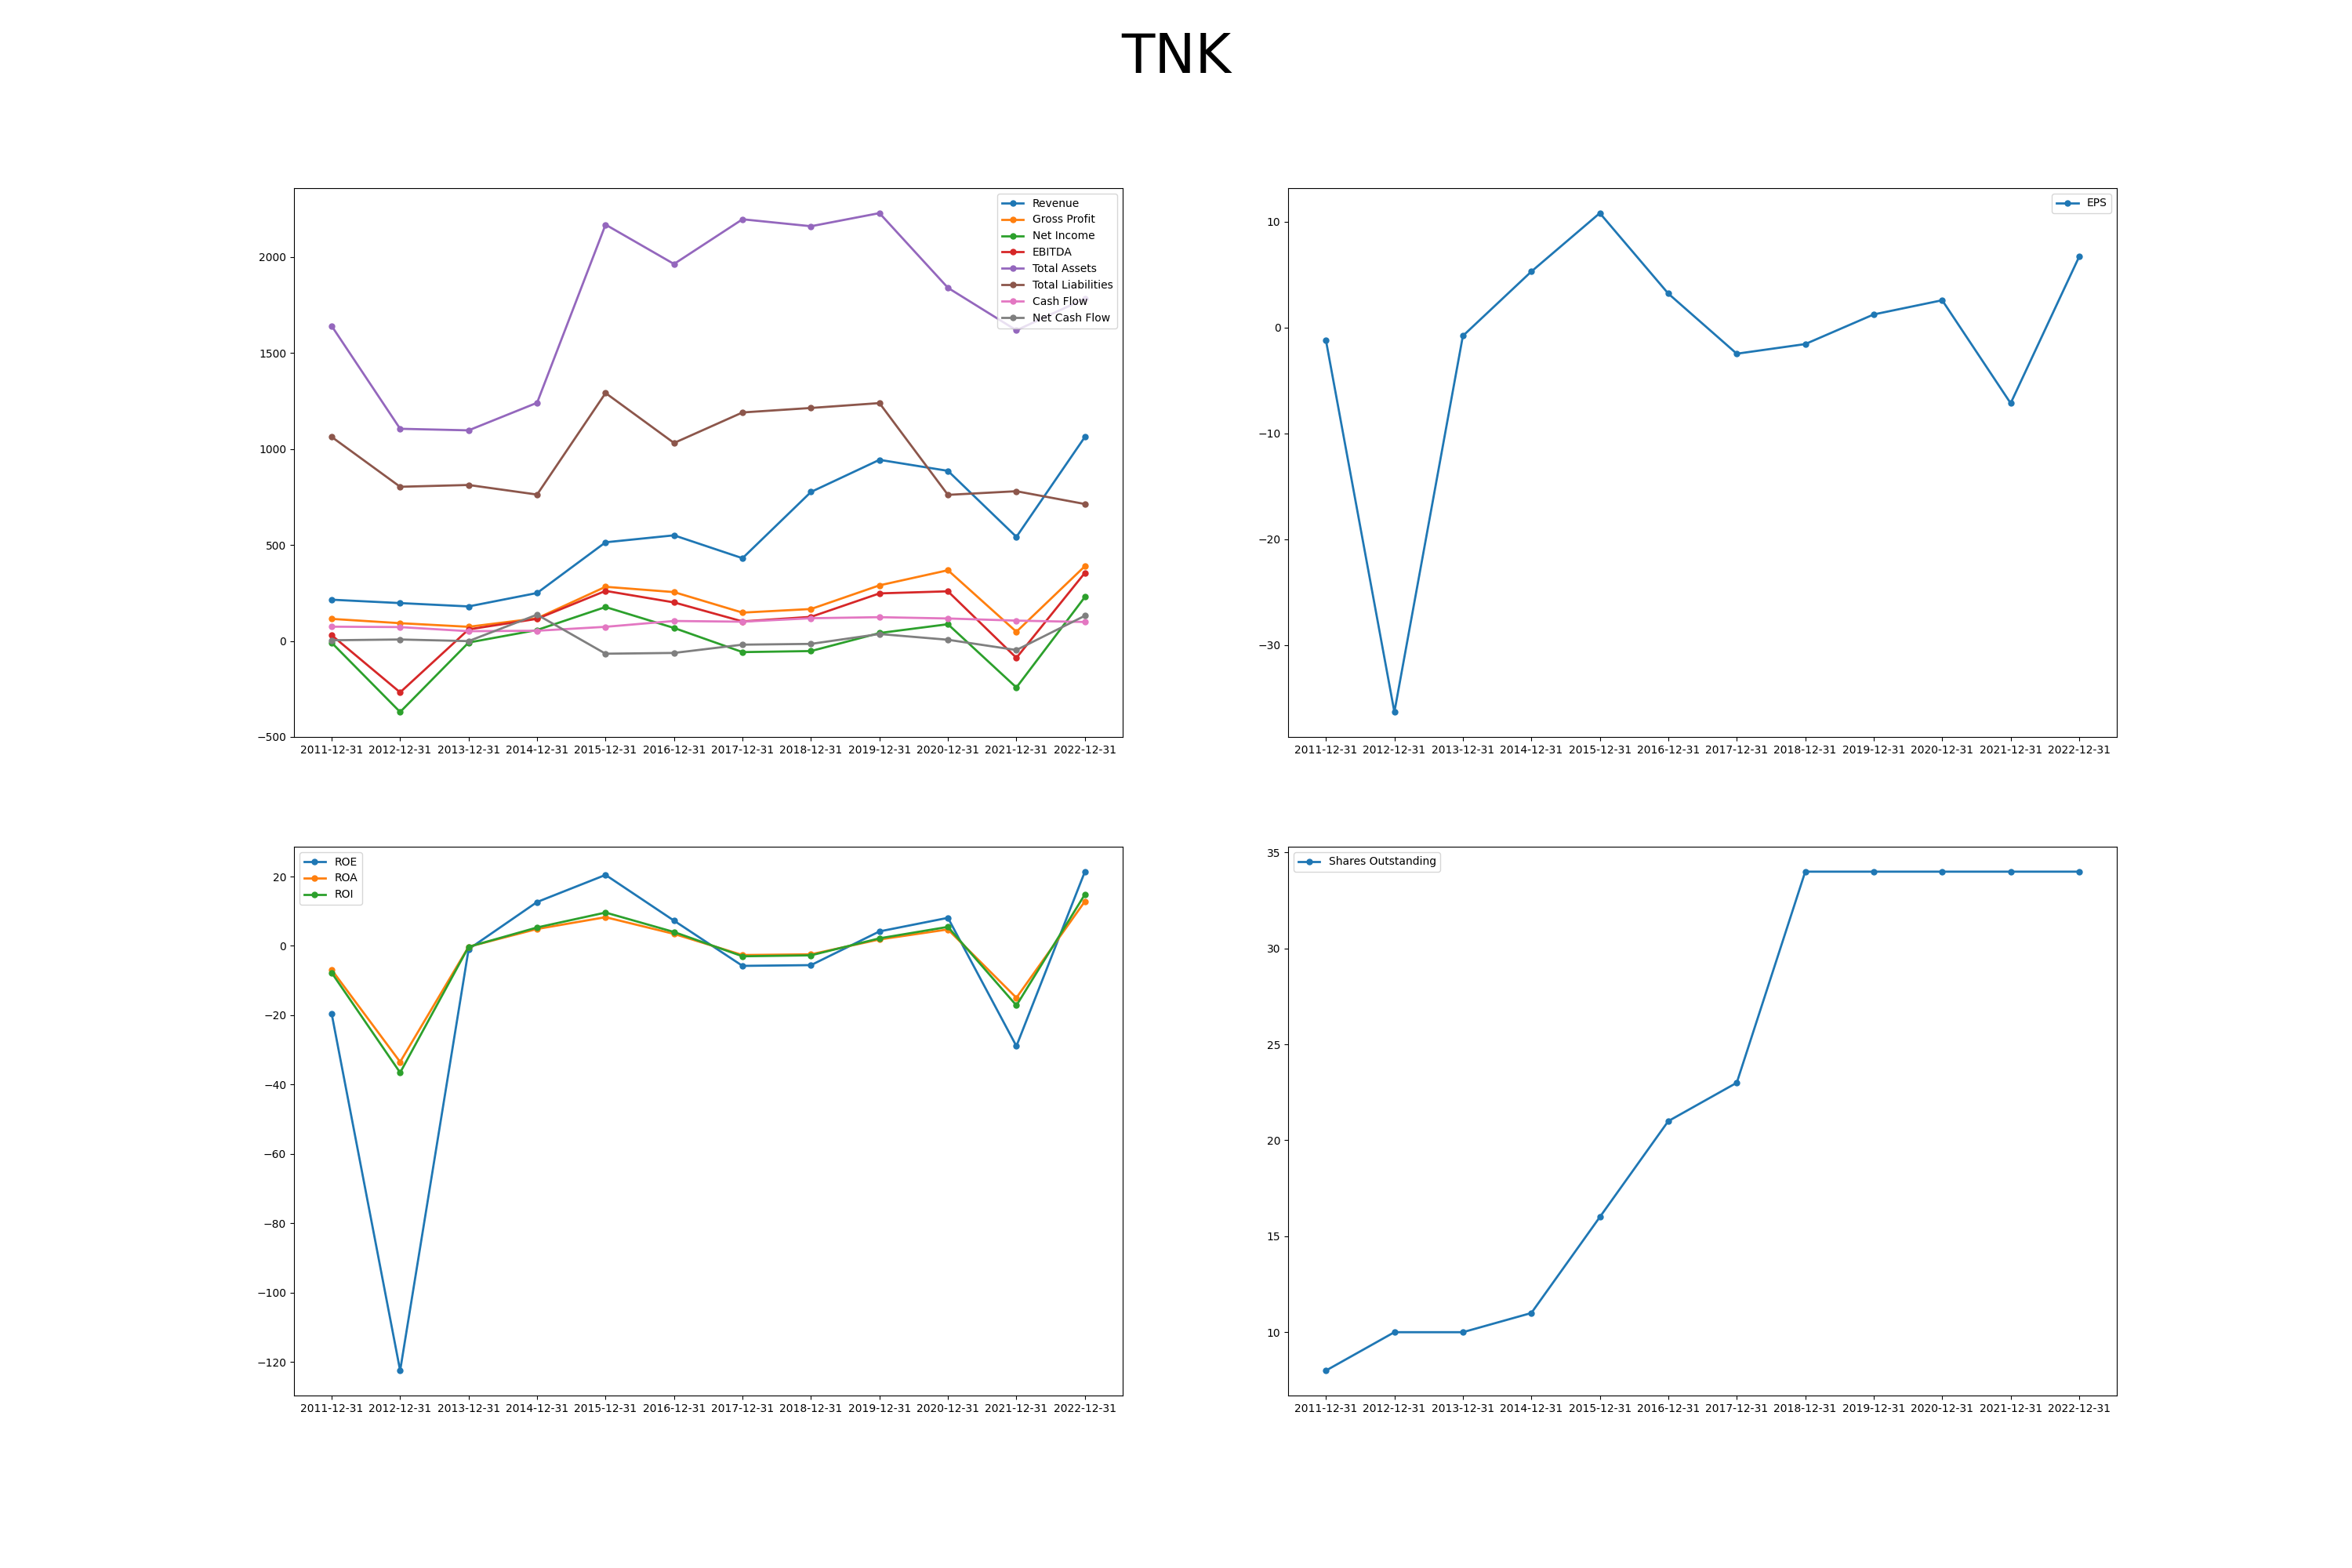 TNK
Revenue
Gross Profit
Net Income
EBITDA
Total Assets
Total Liabilities
Cash Flow
Net Cash Flow
2000
1500
1000
500
0
−500
2011-12-31 2012-12-31 2013-12-31 2014-12-31 2015-12-31 2016-12-31 2017-12-31 2018-12-31 2019-12-31 2020-12-31 2021-12-31 2022-12-31
EPS
10
0
−10
−20
−30
2011-12-31 2012-12-31 2013-12-31 2014-12-31 2015-12-31 2016-12-31 2017-12-31 2018-12-31 2019-12-31 2020-12-31 2021-12-31 2022-12-31
ROE
ROA
ROI
20
0
−20
−40
−60
−80
−100
−120
2011-12-31 2012-12-31 2013-12-31 2014-12-31 2015-12-31 2016-12-31 2017-12-31 2018-12-31 2019-12-31 2020-12-31 2021-12-31 2022-12-31
Shares Outstanding
35
30
25
20
15
10
2011-12-31 2012-12-31 2013-12-31 2014-12-31 2015-12-31 2016-12-31 2017-12-31 2018-12-31 2019-12-31 2020-12-31 2021-12-31 2022-12-31